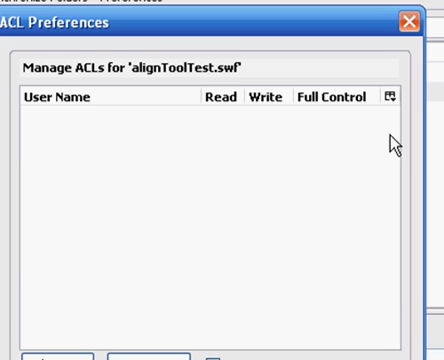 ACL Preferences
Manage ACLs for 'alignToolTest.swf'
User Name Read Write Full Control